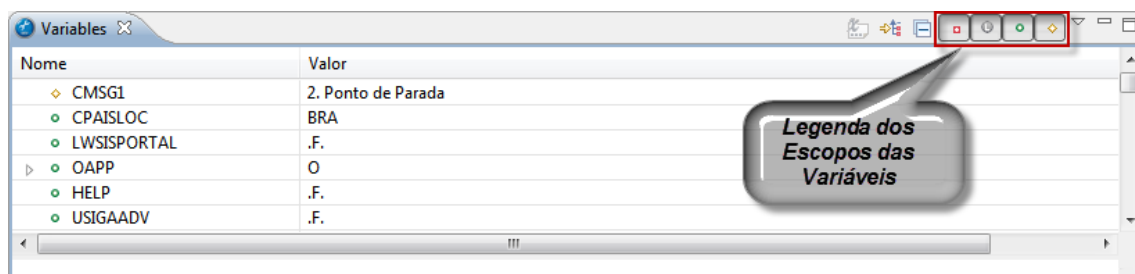 Variables
Nome Valor
CMSG1 2. Ponto de Parada
CPAISLOC BRA
LWSISPORTAL .F.
OAPP O
HELP .F.
USIGAADV .F.
Legenda dos
Escopos das
Variáveis